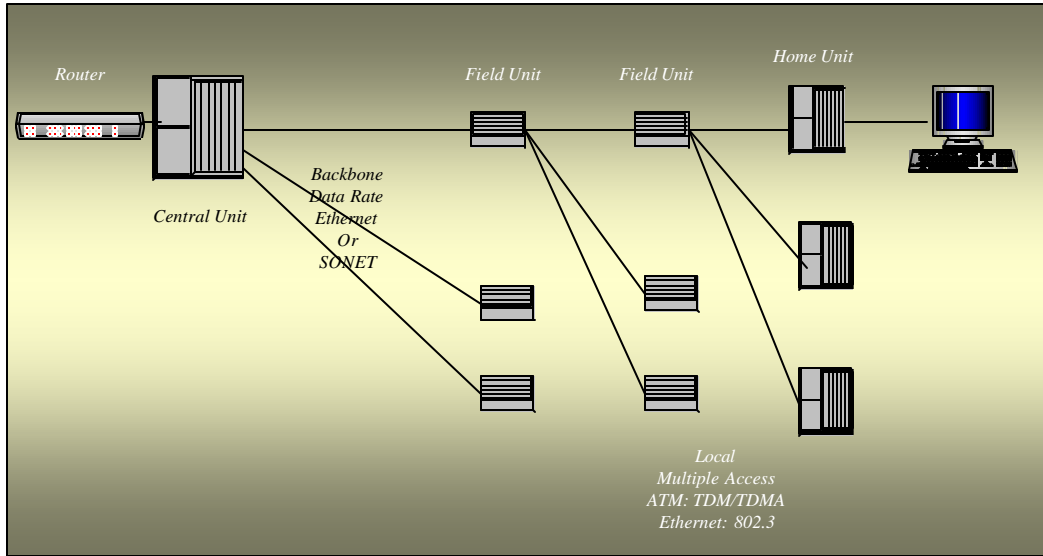 Router
Field Unit
Field Unit
Home Unit
Central Unit
Backbone
Data Rate
Ethernet
Or
SONET
Local
Multiple Access
ATM: TDM/TDMA
Ethernet: 802.3